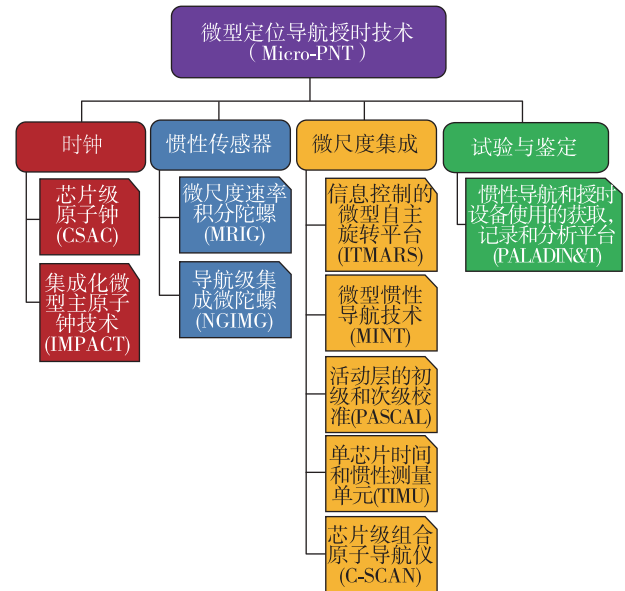 微型定位导航授时技术
（Micro-PNT）
时钟
芯片级
原子钟
(CSAC)
集成化微
型主原子
钟技术
(IMPACT)
惯性传感器
微尺度速率
积分陀螺
(MRIG)
导航级集
成微陀螺
(NGIMG)
微尺度集成
信息控制的
微型自主
旋转平台
(ITMARS)
微型惯性
导航技术
(MINT)
活动层的初
级和次级校
准(PASCAL)
单芯片时间
和惯性测量
单元(TIMU)
芯片级组合
原子导航仪
(C-SCAN)
试验与鉴定
惯性导航和授时
设备使用的获取，
记录和分析平台
(PALADIN&T)